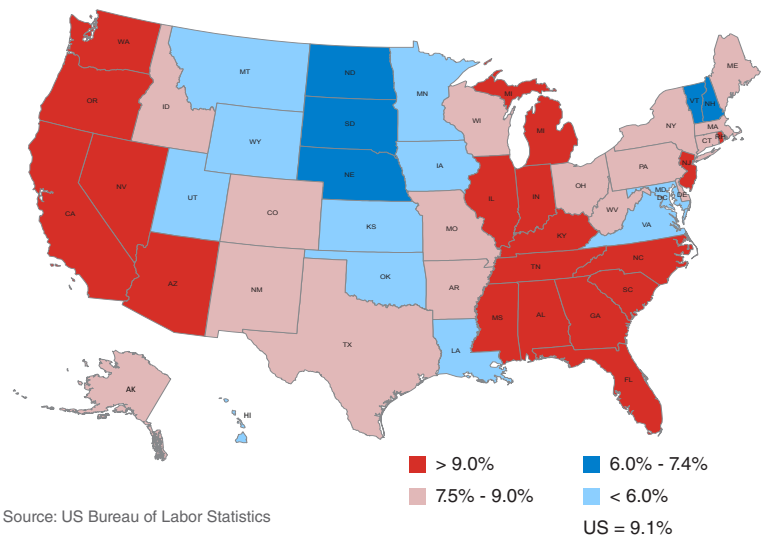 WA
OR
CA
NV
ID
MT
WY
UT
AZ
CO
NM
ND
SD
NE
KS
OK
TX
MN
IA
MO
AR
LA
WI
IL
MI
MI
IN
OH
KY
TN
MS
AL
GA
FL
SC
NC
VA
WV
PA
NY
ME
VT
NH
MA
CT
NJ
MD
DC
DE
AK
HI
> 9.0%
7.5% - 9.0%
6.0% - 7.4%
< 6.0%
US = 9.1%
Source: US Bureau of Labor Statistics